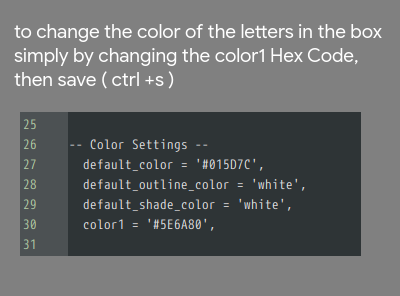 to change the color of the letters in the box
simply by changing the color1 Hex Code,
then save ( ctrl +s )
25
26 -- Color Settings --
27 default_color = '#015D7C',
28 default_outline_color = 'white',
29 default_shade_color = 'white',
30 color1 = '#5E6A80',
31